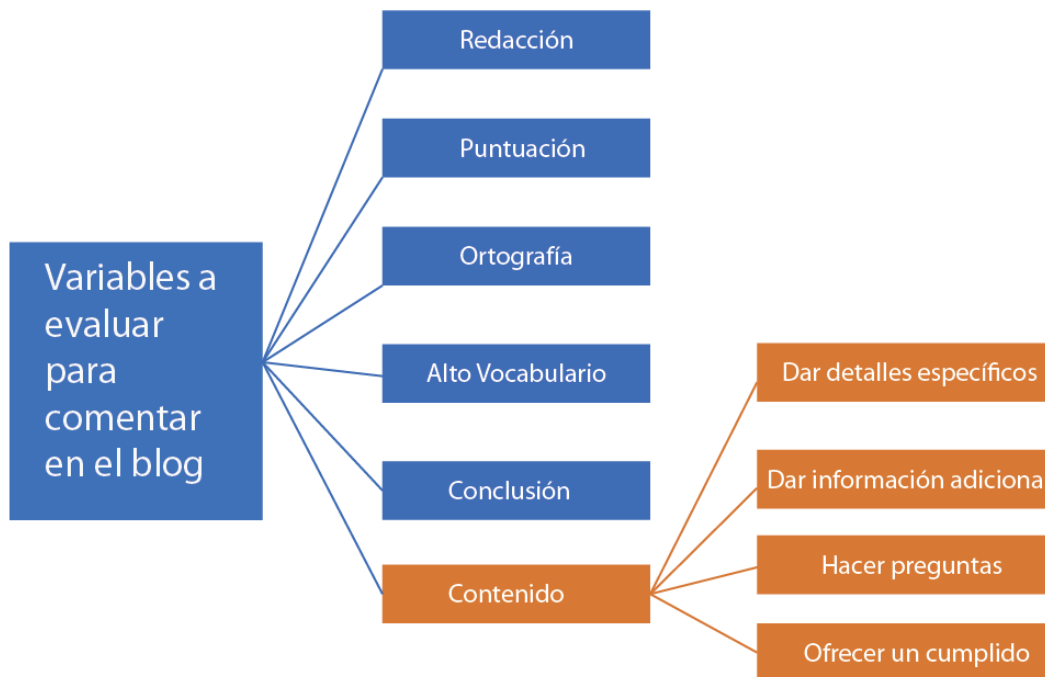 Variables a
evaluar
para
comentar
en el blog
Redacción
Puntuación
Ortografía
Alto Vocabulario
Conclusión
Contenido
Dar detalles específicos
Dar información adiciona
Hacer preguntas
Ofrecer un cumplido